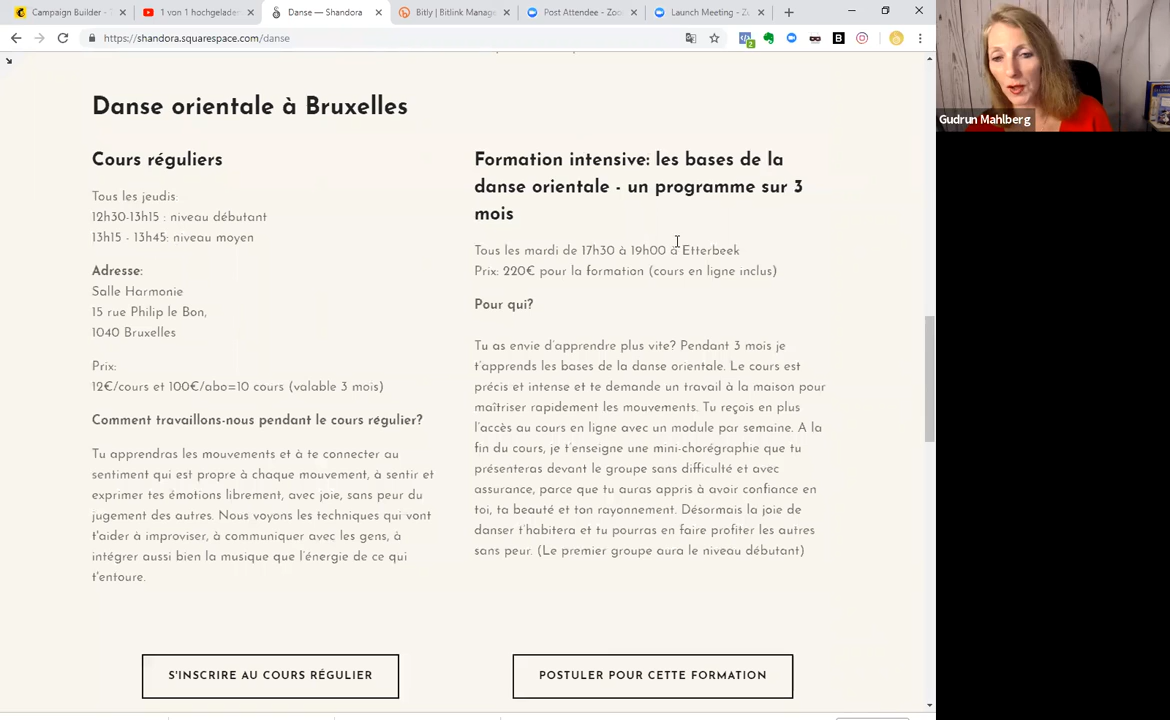 Campaign Builder -
1 von 1 hochgelade
Danse — Shandora
Bitly | Bitlink Manag
Post Attendee - Zoo
Launch Meeting - Z
https://shandora.squarespace.com/danse
2
B
Gudrun Mahlberg
Danse orientale à Bruxelles
Cours réguliers
Tous les jeudis:
12h30-13h15 : niveau débutant
13h15 - 13h45: niveau moyen
Adresse:
Salle Harmonie
15 rue Philip le Bon,
1040 Bruxelles
Prix:
12€/cours et 100€/abo=10 cours (valable 3 mois)
Comment travaillons-nous pendant le cours régulier?
Tu apprendras les mouvements et à te connecter au
sentiment qui est propre à chaque mouvement, à sentir et
exprimer tes émotions librement, avec joie, sans peur du
jugement des autres. Nous voyons les techniques qui vont
t'aider à improviser, à communiquer avec les gens, à
intégrer aussi bien la musique que l'énergie de ce qui
t'entoure.
S'INSCRIRE AU COURS RÉGULIER
Formation intensive: les bases de la
danse orientale - un programme sur 3
mois
Tous les mardi de 17h30 à 19h00 à Etterbeek
Prix: 220€ pour la formation (cours en ligne inclus)
Pour qui?
Tu as envie d'apprendre plus vite? Pendant 3 mois je
t'apprends les bases de la danse orientale. Le cours est
précis et intense et te demande un travail à la maison pour
maîtriser rapidement les mouvements. Tu reçois en plus
l'accès au cours en ligne avec un module par semaine. A la
fin du cours, je t'enseigne une mini-chorégraphie que tu
présenteras devant le groupe sans difficulté et avec
assurance, parce que tu auras appris à avoir confiance en
toi, ta beauté et ton rayonnement. Désormais la joie de
danser t'habitera et tu pourras en faire profiter les autres
sans peur. (Le premier groupe aura le niveau débutant)
POSTULER POUR CETTE FORMATION